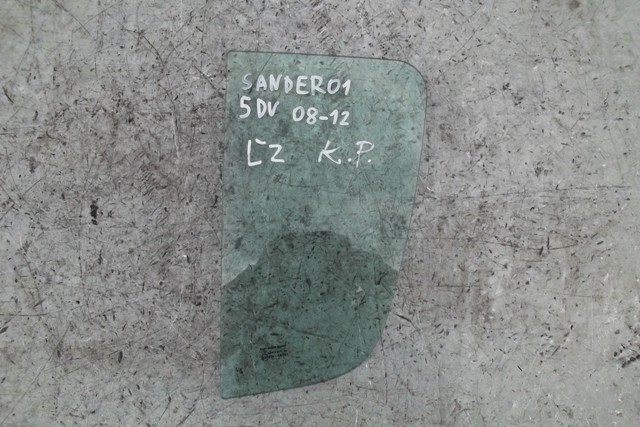 SANDERO1
5DV 08-12
LZ K.P.